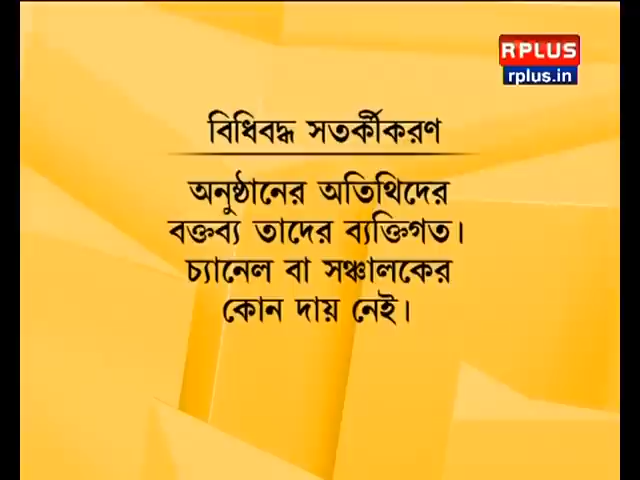 RPLUS
rplus.in
বিধিবদ্ধ সতর্কীকরণ
অনুষ্ঠানের অতিথিদের
বক্তব্য তাদের ব্যক্তিগত।
চ্যানেল বা সঞ্চালকের
কোন দায় নেই।